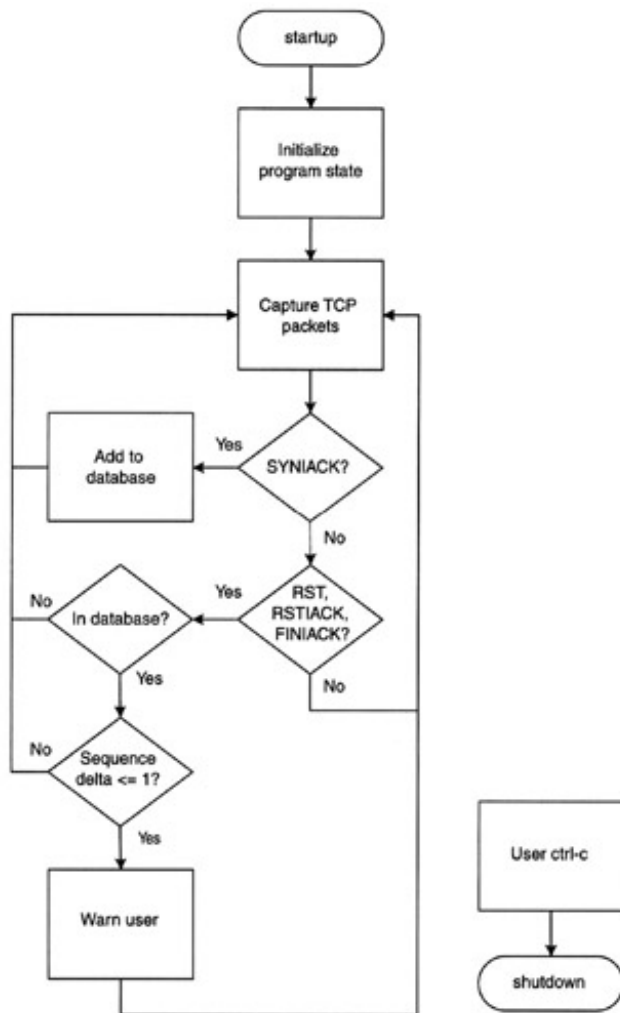 startup
Initialize
program state
Capture TCP
packets
Yes
Add to
database
SYNIACK?
No
RST,
RSTIACK,
FINIACK?
Yes
No
In database?
No
Yes
No
Sequence
delta <= 1?
Yes
Warn user
User ctrl-c
shutdown